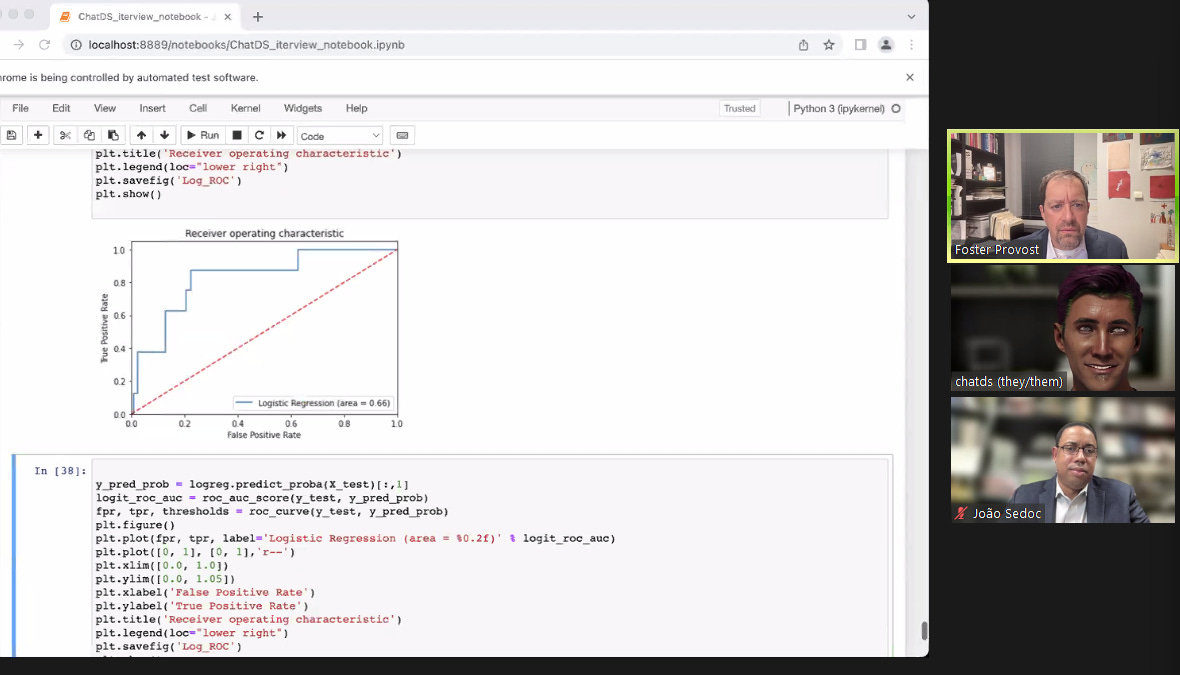 ChatDS_iterview_notebook - J
localhost:8889/notebooks/ChatDS_iterview_notebook.ipynb
hrome is being controlled by automated test software.
File Edit View Insert Cell Kernel Widgets Help Trusted Python 3 (ipykernel)
Run Code
plt.title('Receiver operating characteristic')
plt.legend(loc="lower right")
plt.savefig('Log_ROC')
plt.show()
Receiver operating characteristic
1.0
0.8
0.6
0.4
0.2
0.0
True Positive Rate
Logistic Regression (area = 0.66)
0.0 0.2 0.4 0.6 0.8 1.0
False Positive Rate
In [38]:
y_pred_prob = logreg.predict_proba(X_test)[:,1]
logit_roc_auc = roc_auc_score(y_test, y_pred_prob)
fpr, tpr, thresholds = roc_curve(y_test, y_pred_prob)
plt.figure()
plt.plot(fpr, tpr, label='Logistic Regression (area = %0.2f)' % logit_roc_auc)
plt.plot([0, 1], [0, 1],'r--')
plt.xlim([0.0, 1.0])
plt.ylim([0.0, 1.05])
plt.xlabel('False Positive Rate')
plt.ylabel('True Positive Rate')
plt.title('Receiver operating characteristic')
plt.legend(loc="lower right")
plt.savefig('Log_ROC')
Foster Provost
chatds (they/them)
João Sedoc